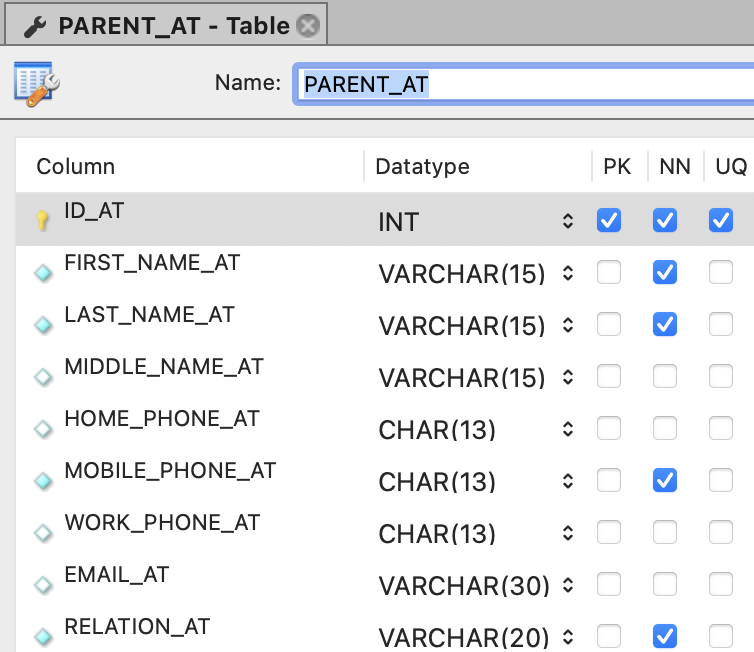 PARENT_AT - Table
Name: PARENT_AT
Column Datatype PK NN UQ
ID_AT INT
FIRST_NAME_AT VARCHAR(15)
LAST_NAME_AT VARCHAR(15)
MIDDLE_NAME_AT VARCHAR(15)
HOME_PHONE_AT CHAR(13)
MOBILE_PHONE_AT CHAR(13)
WORK_PHONE_AT CHAR(13)
EMAIL_AT VARCHAR(30)
RELATION_AT VARCHAR(20)